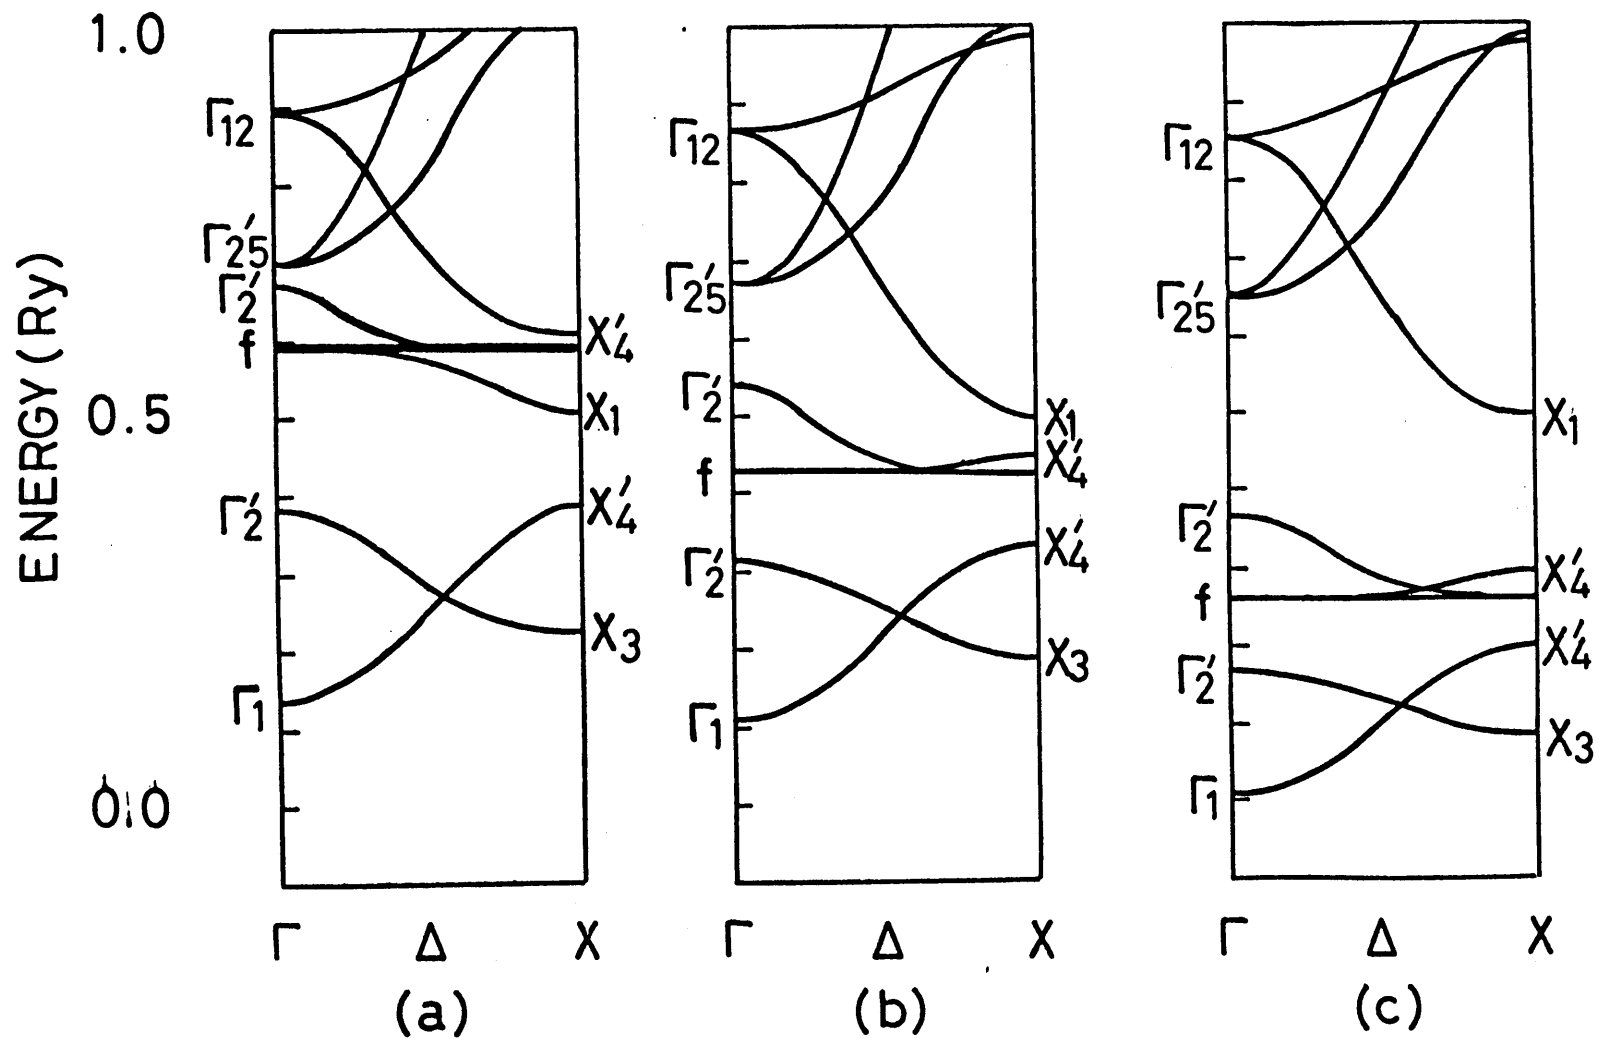 ENERGY (Ry)
1.0
0.5
0.0
Γ12
Γ'25
Γ'2
f
Γ'2
Γ1
X'4
X1
X'4
X3
Γ Δ X
(a)
Γ12
Γ'25
Γ'2
f
Γ'2
Γ1
X1
X'4
X'4
X3
Γ Δ X
(b)
Γ12
Γ'25
Γ'2
f
Γ'2
Γ1
X1
X'4
X'4
X3
Γ Δ X
(c)